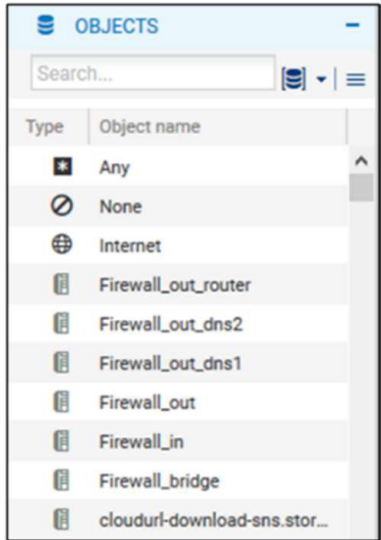 OBJECTS
Search...
Type Object name
Any
None
Internet
Firewall_out_router
Firewall_out_dns2
Firewall_out_dns1
Firewall_out
Firewall_in
Firewall_bridge
cloudurl-download-sns.stor...